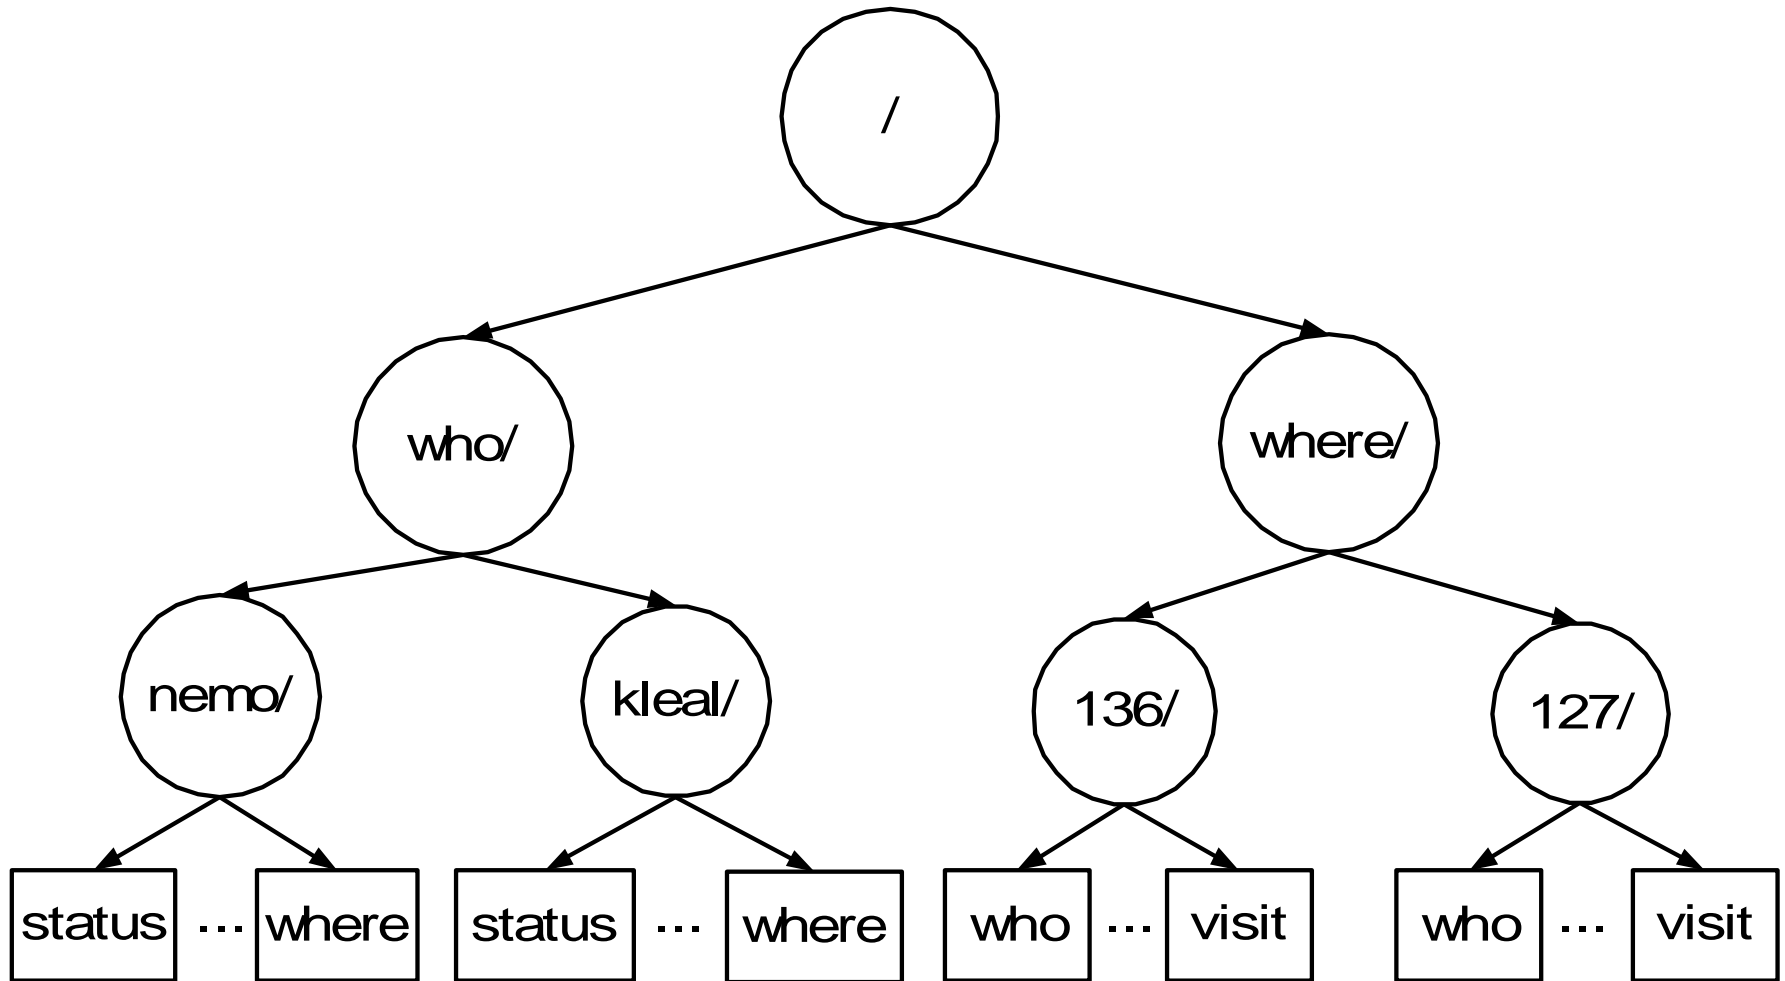 /
who/
where/
nemo/
kleal/
136/
127/
status
...
where
status
...
where
who
...
visit
who
...
visit